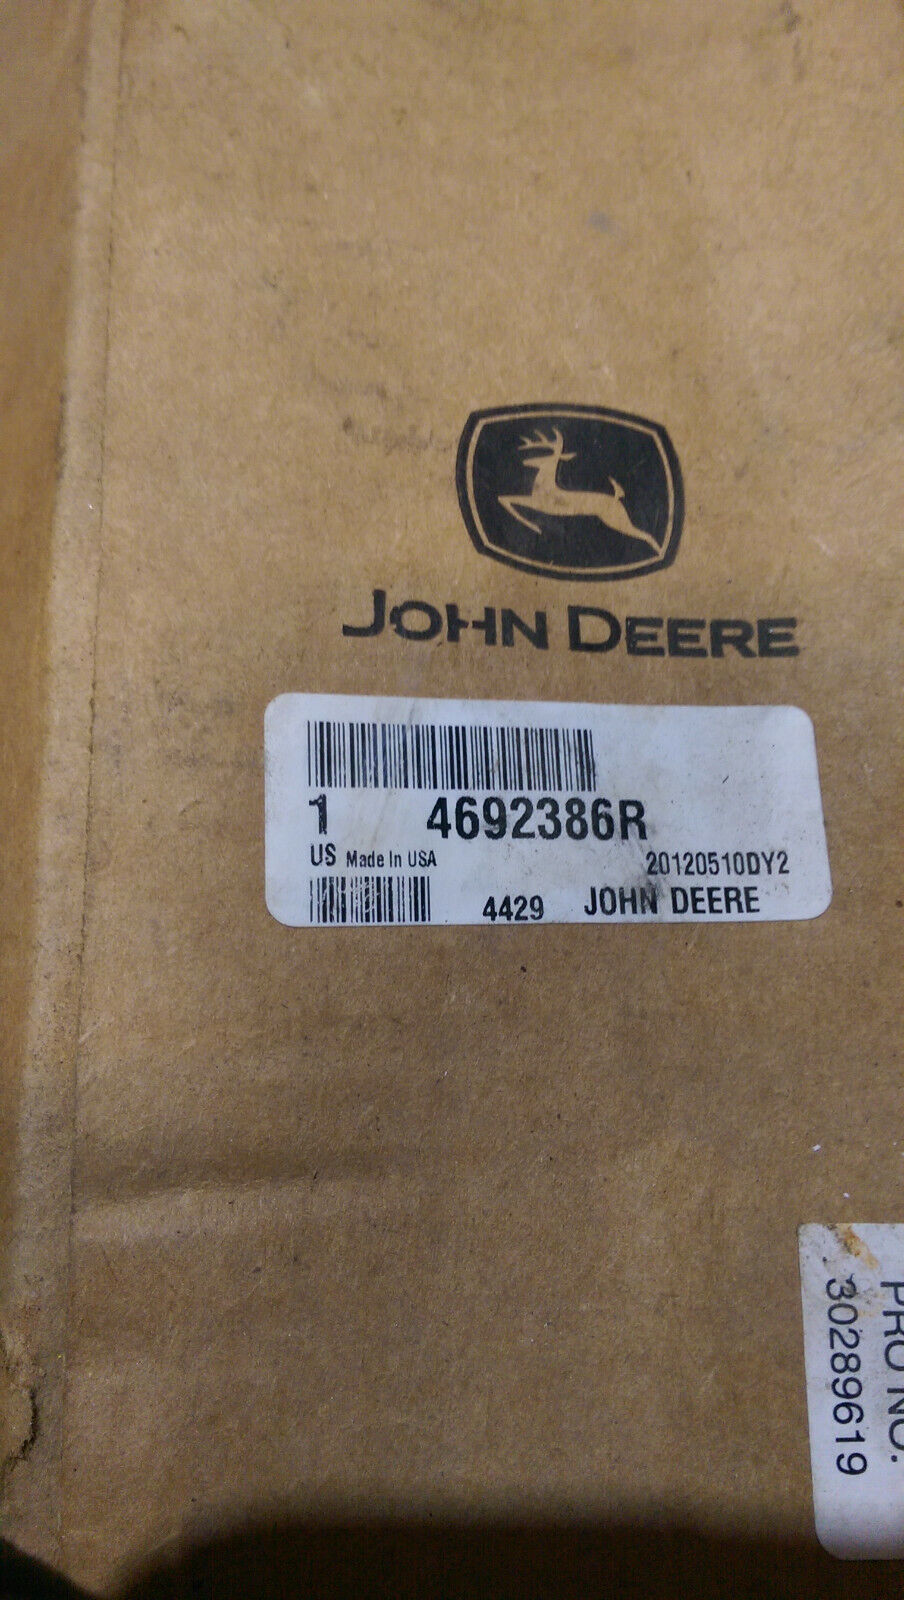 JOHN DEERE
1 4692386R
US Made In USA 20120510DY2
4429 JOHN DEERE
PRO NO.
30289619